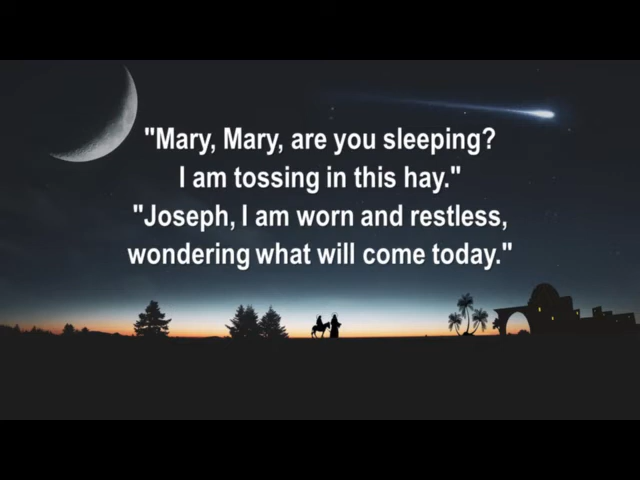 "Mary, Mary, are you sleeping?
I am tossing in this hay."
"Joseph, I am worn and restless,
wondering what will come today."